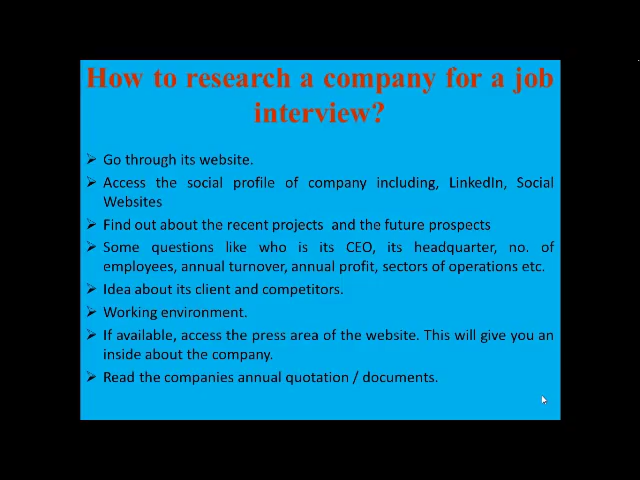 How to research a company for a job
interview?
➢ Go through its website.
➢ Access the social profile of company including, LinkedIn, Social
Websites
➢ Find out about the recent projects and the future prospects
➢ Some questions like who is its CEO, its headquarter, no. of
employees, annual turnover, annual profit, sectors of operations etc.
➢ Idea about its client and competitors.
➢ Working environment.
➢ If available, access the press area of the website. This will give you an
inside about the company.
➢ Read the companies annual quotation / documents.